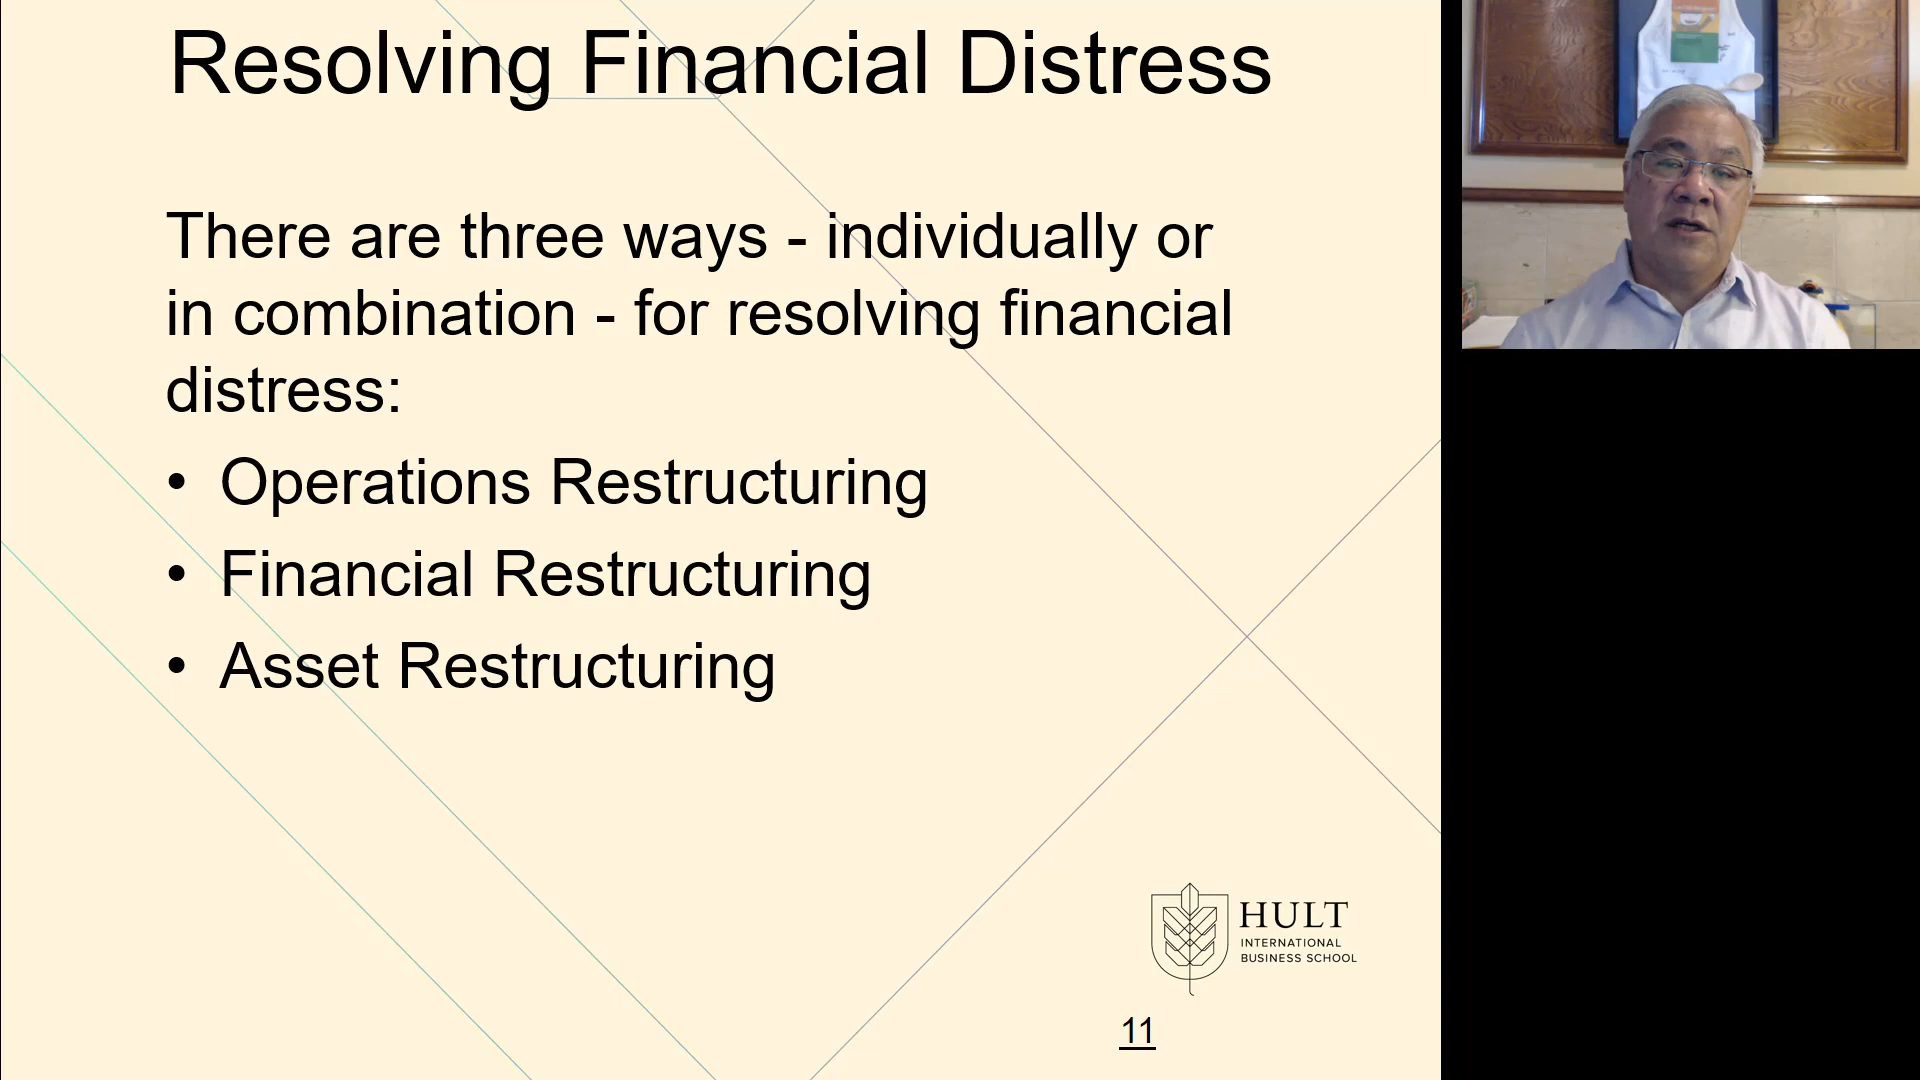 Resolving Financial Distress
There are three ways - individually or
in combination - for resolving financial
distress:
• Operations Restructuring
• Financial Restructuring
• Asset Restructuring
HULT
INTERNATIONAL
BUSINESS SCHOOL
11